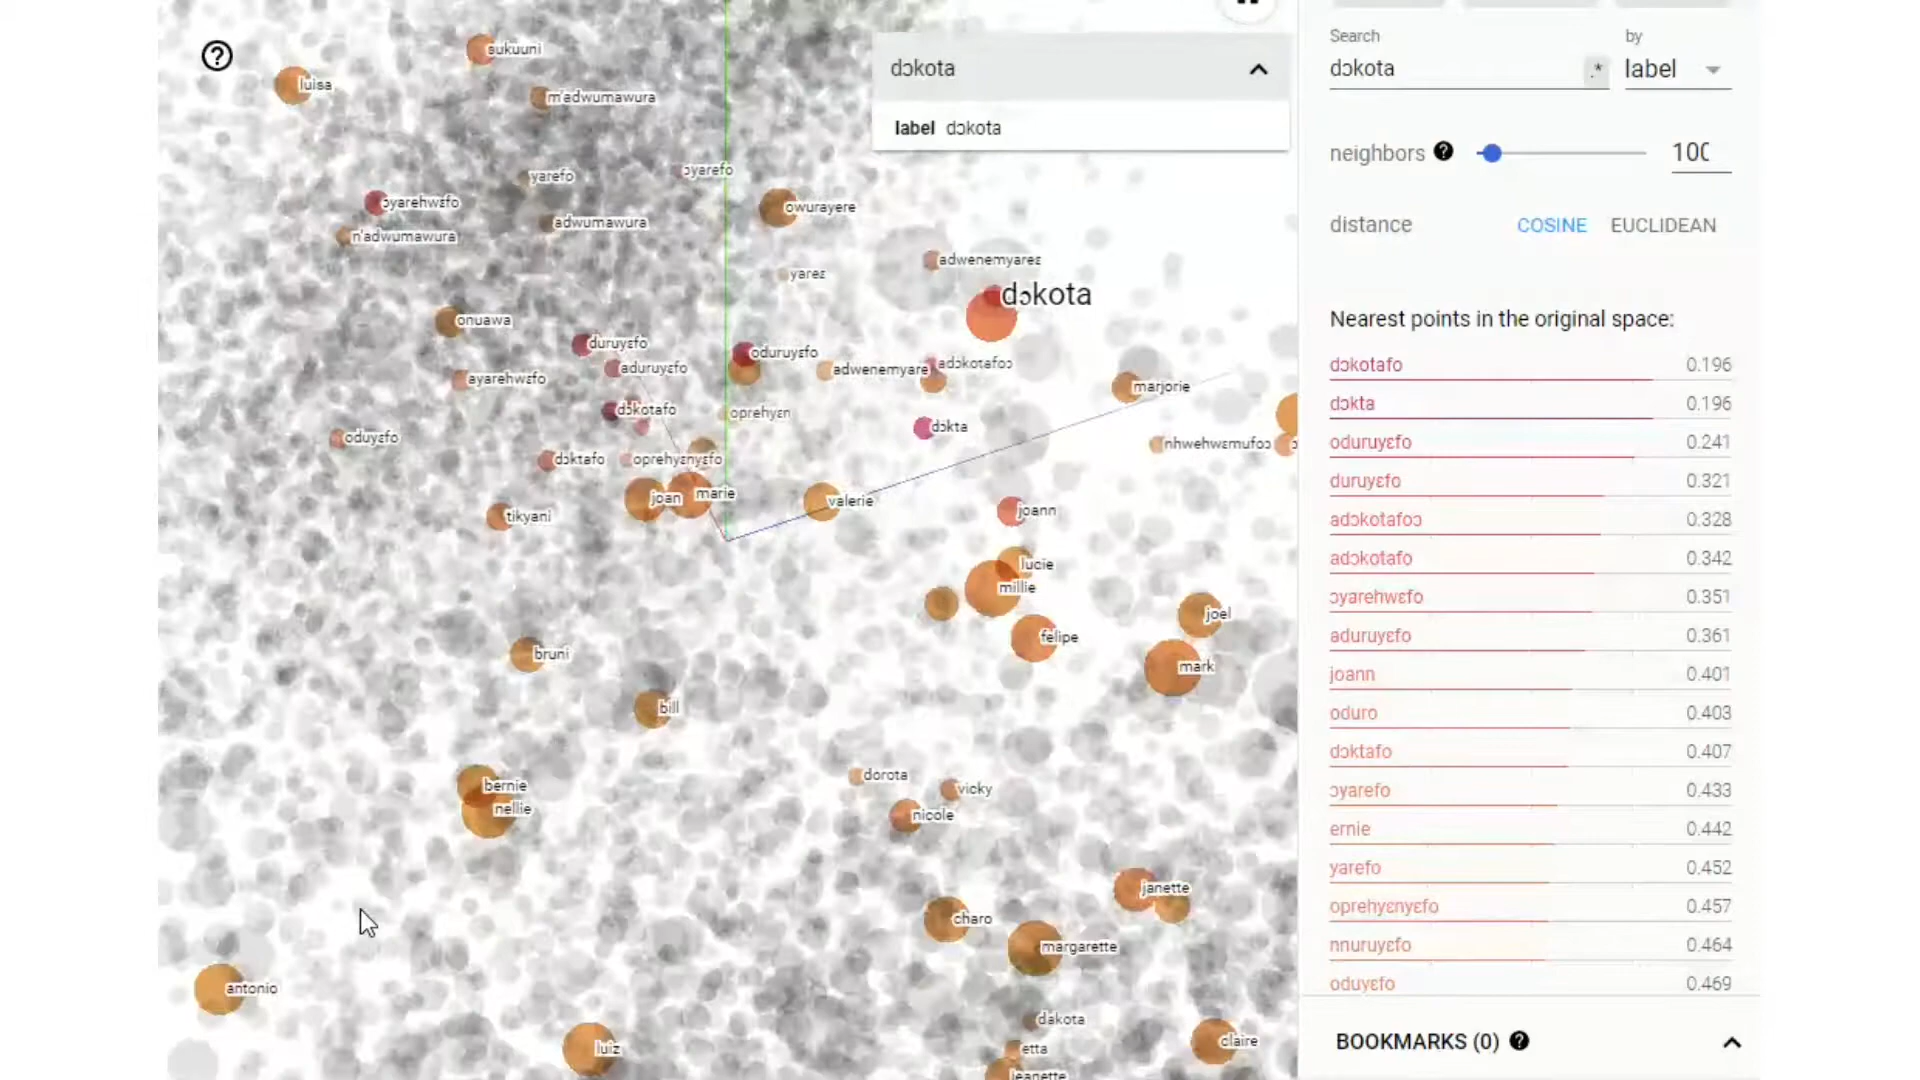 sukuuni
luisa
m'adwumawura
yarefo
ɔyarefo
ɔyarehwɛfo
owurayere
adwumawura
n'adwumawura
adwenemyarɛ
yarɛ
dɔkota
onuawa
duruyɛfo
oduruyɛfo
aduruyɛfo
adwenemyare
adɔkotafoɔ
ayarehwɛfo
marjorie
dɔkotafo
oprehyɛn
dɔkta
oduyɛfo
nhwehwɛmufoɔ
dɔktafo
oprehyɛnyɛfo
joan
marie
valerie
tikyani
joann
lucie
millie
joel
felipe
bruni
mark
bill
dorota
bernie
vicky
nellie
nicole
janette
charo
margarette
antonio
dakota
claire
luiz
etta
jeanette
dɔkota
label dɔkota
Search
by
dɔkota .* label
neighbors 100
distance COSINE EUCLIDEAN
Nearest points in the original space:
dɔkotafo 0.196
dɔkta 0.196
oduruyɛfo 0.241
duruyɛfo 0.321
adɔkotafoɔ 0.328
adɔkotafo 0.342
ɔyarehwɛfo 0.351
aduruyɛfo 0.361
joann 0.401
oduro 0.403
dɔktafo 0.407
ɔyarefo 0.433
ernie 0.442
yarefo 0.452
oprehyɛnyɛfo 0.457
nnuruyɛfo 0.464
oduyɛfo 0.469
BOOKMARKS (0)